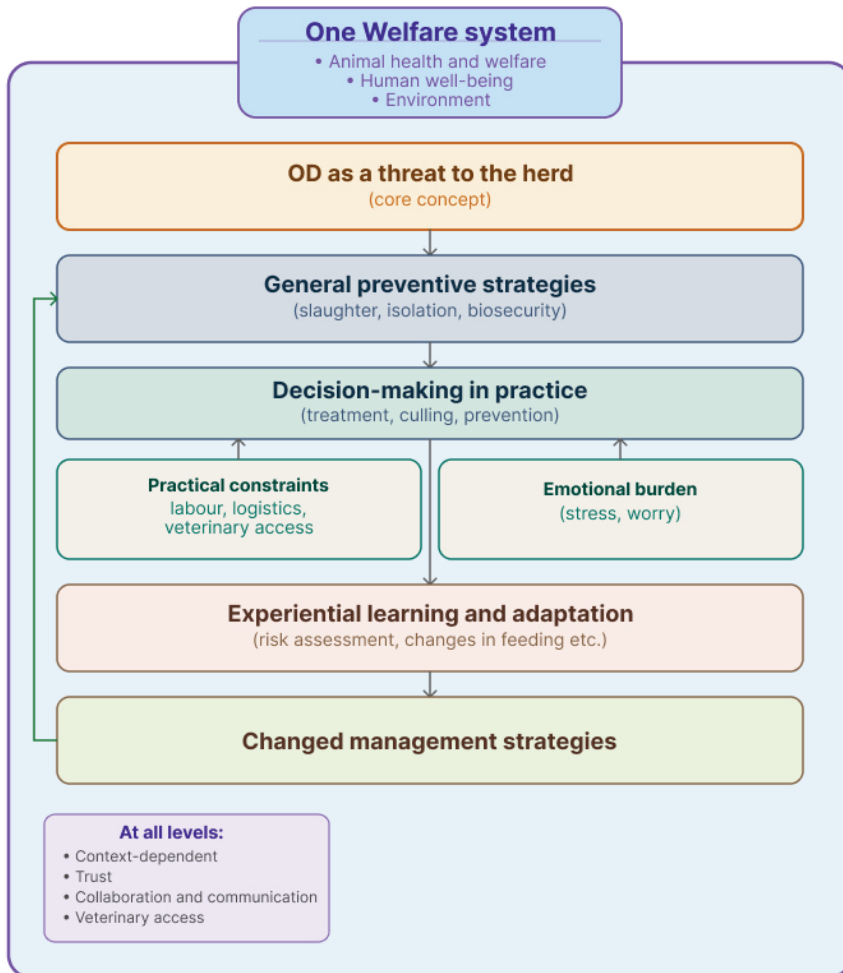 One Welfare system
• Animal health and welfare
• Human well-being
• Environment
OD as a threat to the herd
(core concept)
General preventive strategies
(slaughter, isolation, biosecurity)
Decision-making in practice
(treatment, culling, prevention)
Practical constraints
labour, logistics,
veterinary access
Emotional burden
(stress, worry)
Experiential learning and adaptation
(risk assessment, changes in feeding etc.)
Changed management strategies
At all levels:
• Context-dependent
• Trust
• Collaboration and communication
• Veterinary access